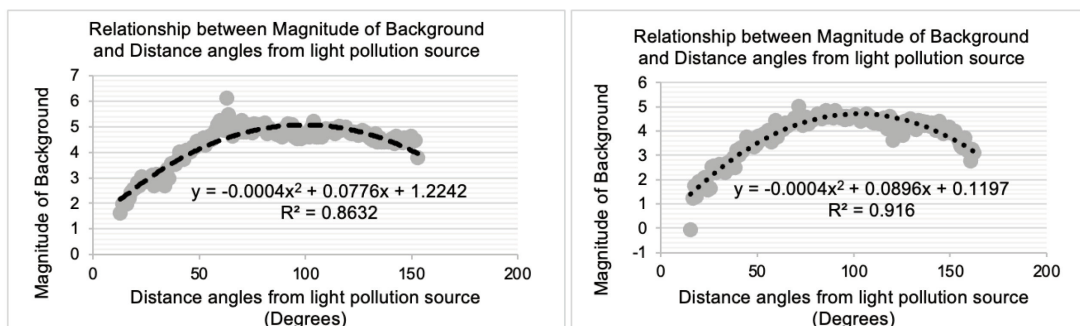 Relationship between Magnitude of Background
and Distance angles from light pollution source
Magnitude of Background
7
6
5
4
3
2
1
0
y = -0.0004x² + 0.0776x + 1.2242
R² = 0.8632
0 50 100 150 200
Distance angles from light pollution source
(Degrees)
Relationship between Magnitude of Background
and Distance angles from light pollution source
Magnitude of Background
6
5
4
3
2
1
0
-1
y = -0.0004x² + 0.0896x + 0.1197
R² = 0.916
0 50 100 150 200
Distance angles from light pollution source
(Degrees)